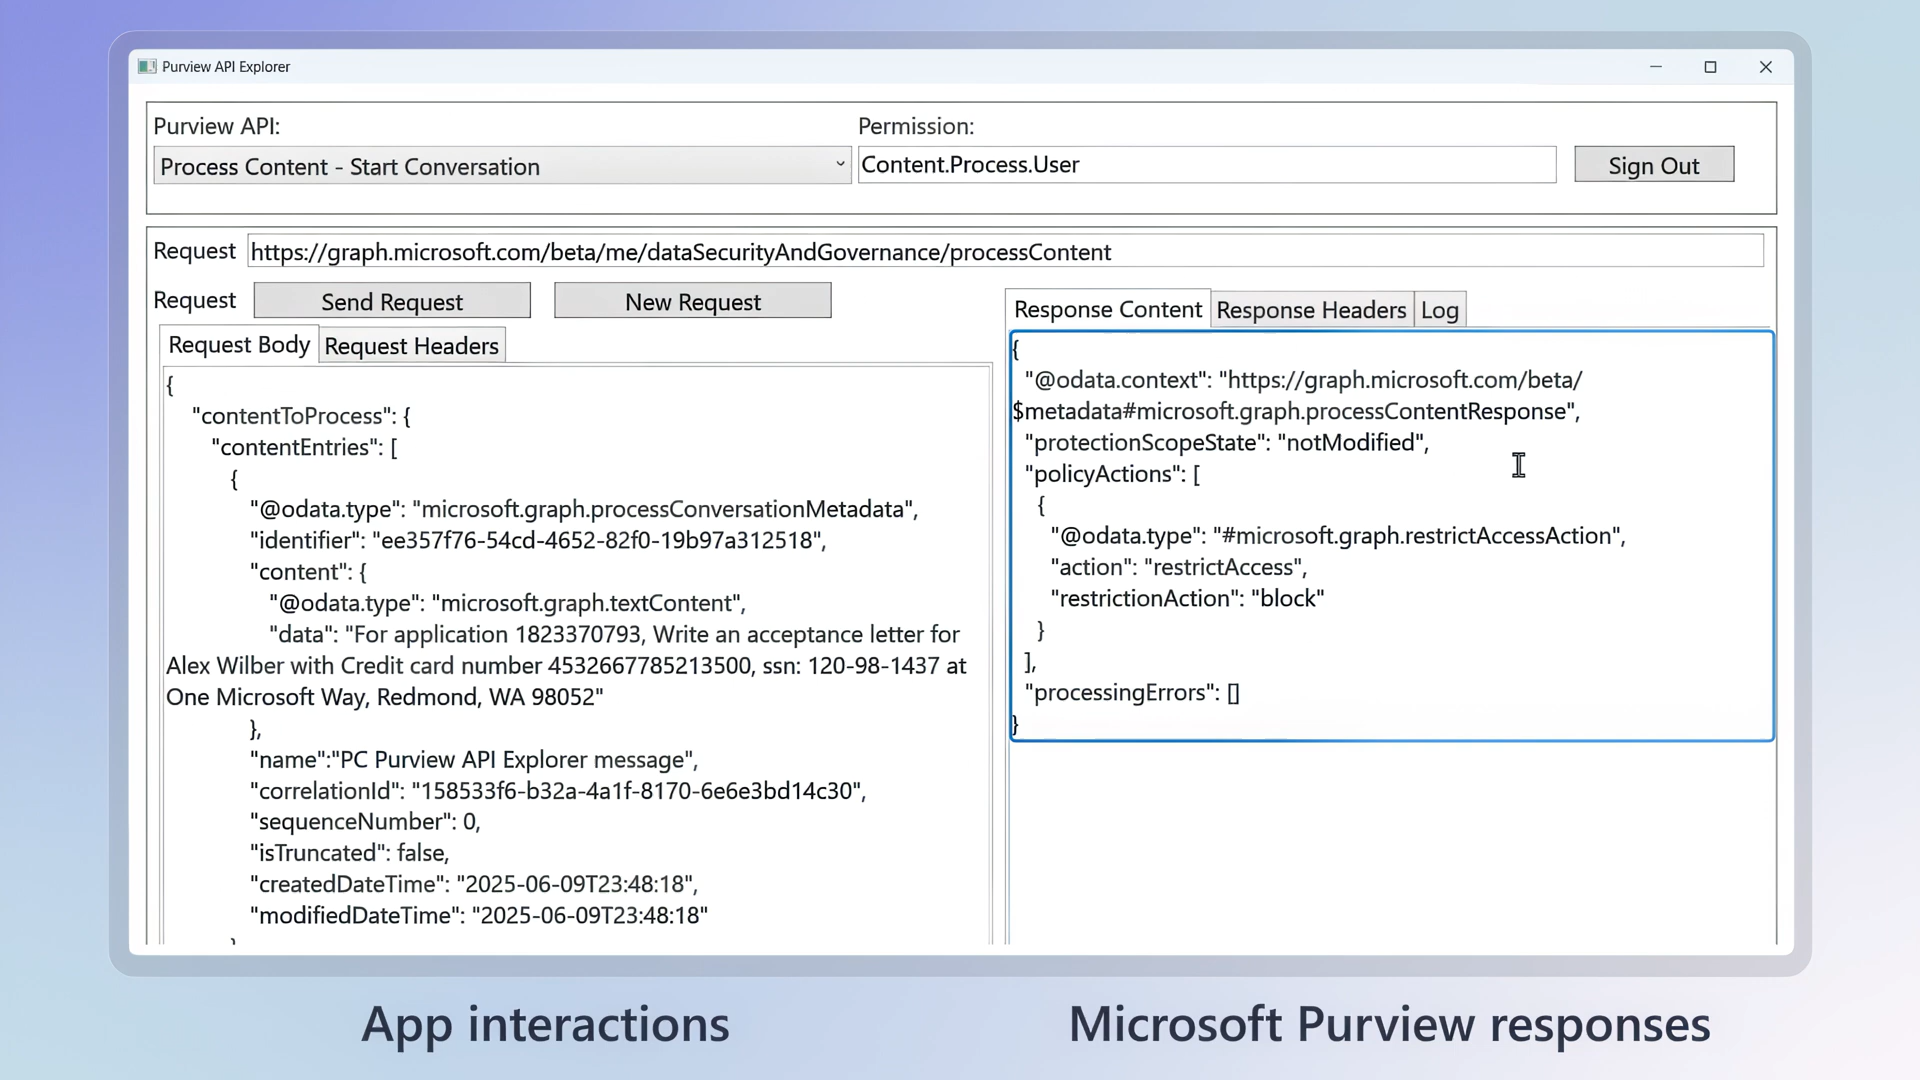 Purview API Explorer
Purview API:
Permission:
Process Content - Start Conversation
Content.Process.User
Sign Out
Request
https://graph.microsoft.com/beta/me/dataSecurityAndGovernance/processContent
Request
Send Request
New Request
Request Body
Request Headers
{
"contentToProcess": {
"contentEntries": [
{
"@odata.type": "microsoft.graph.processConversationMetadata",
"identifier": "ee357f76-54cd-4652-82f0-19b97a312518",
"content": {
"@odata.type": "microsoft.graph.textContent",
"data": "For application 1823370793, Write an acceptance letter for
Alex Wilber with Credit card number 4532667785213500, ssn: 120-98-1437 at
One Microsoft Way, Redmond, WA 98052"
},
"name":"PC Purview API Explorer message",
"correlationId": "158533f6-b32a-4a1f-8170-6e6e3bd14c30",
"sequenceNumber": 0,
"isTruncated": false,
"createdDateTime": "2025-06-09T23:48:18",
"modifiedDateTime": "2025-06-09T23:48:18"
Response Content
Response Headers
Log
{
"@odata.context": "https://graph.microsoft.com/beta/
$metadata#microsoft.graph.processContentResponse",
"protectionScopeState": "notModified",
"policyActions": [
{
"@odata.type": "#microsoft.graph.restrictAccessAction",
"action": "restrictAccess",
"restrictionAction": "block"
}
],
"processingErrors": []
}
App interactions
Microsoft Purview responses